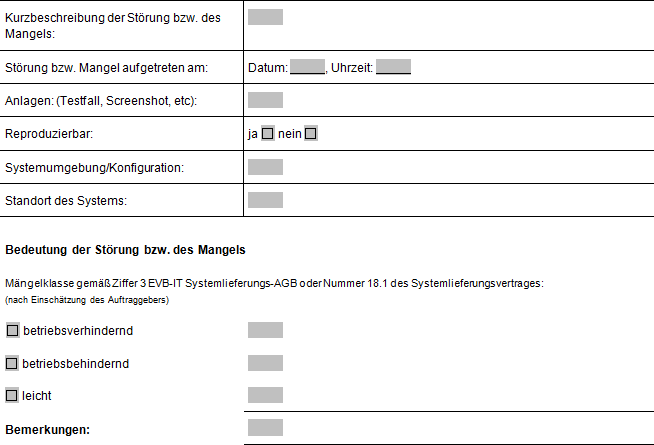 Kurzbeschreibung der Störung bzw. des
Mangels:
Störung bzw. Mangel aufgetreten am: Datum: , Uhrzeit:
Anlagen: (Testfall, Screenshot, etc):
Reproduzierbar: ja ☐ nein ☐
Systemumgebung/Konfiguration:
Standort des Systems:
Bedeutung der Störung bzw. des Mangels
Mängelklasse gemäß Ziffer 3 EVB-IT Systemlieferungs-AGB oder Nummer 18.1 des Systemlieferungsvertrages:
(nach Einschätzung des Auftraggebers)
☐ betriebsverhindernd
☐ betriebsbehindernd
☐ leicht
Bemerkungen: